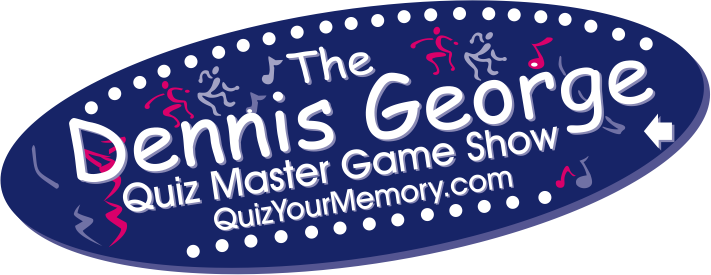 The
Dennis George
Quiz Master Game Show
QuizYourMemory.com